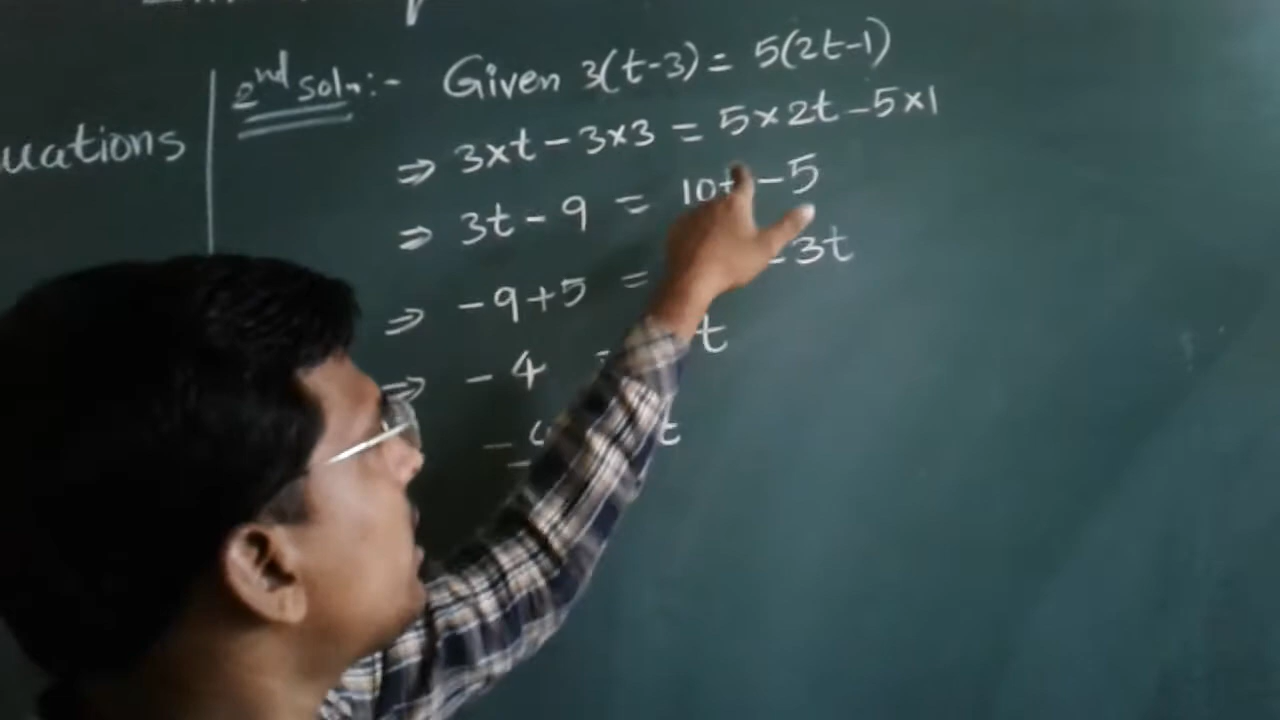 uations
2nd Soln:- Given 3(t-3) = 5(2t-1)
⇒ 3×t - 3×3 = 5×2t - 5×1
⇒ 3t - 9 = 10t - 5
⇒ -9+5 = - 3t
⇒ -4 = t
- t